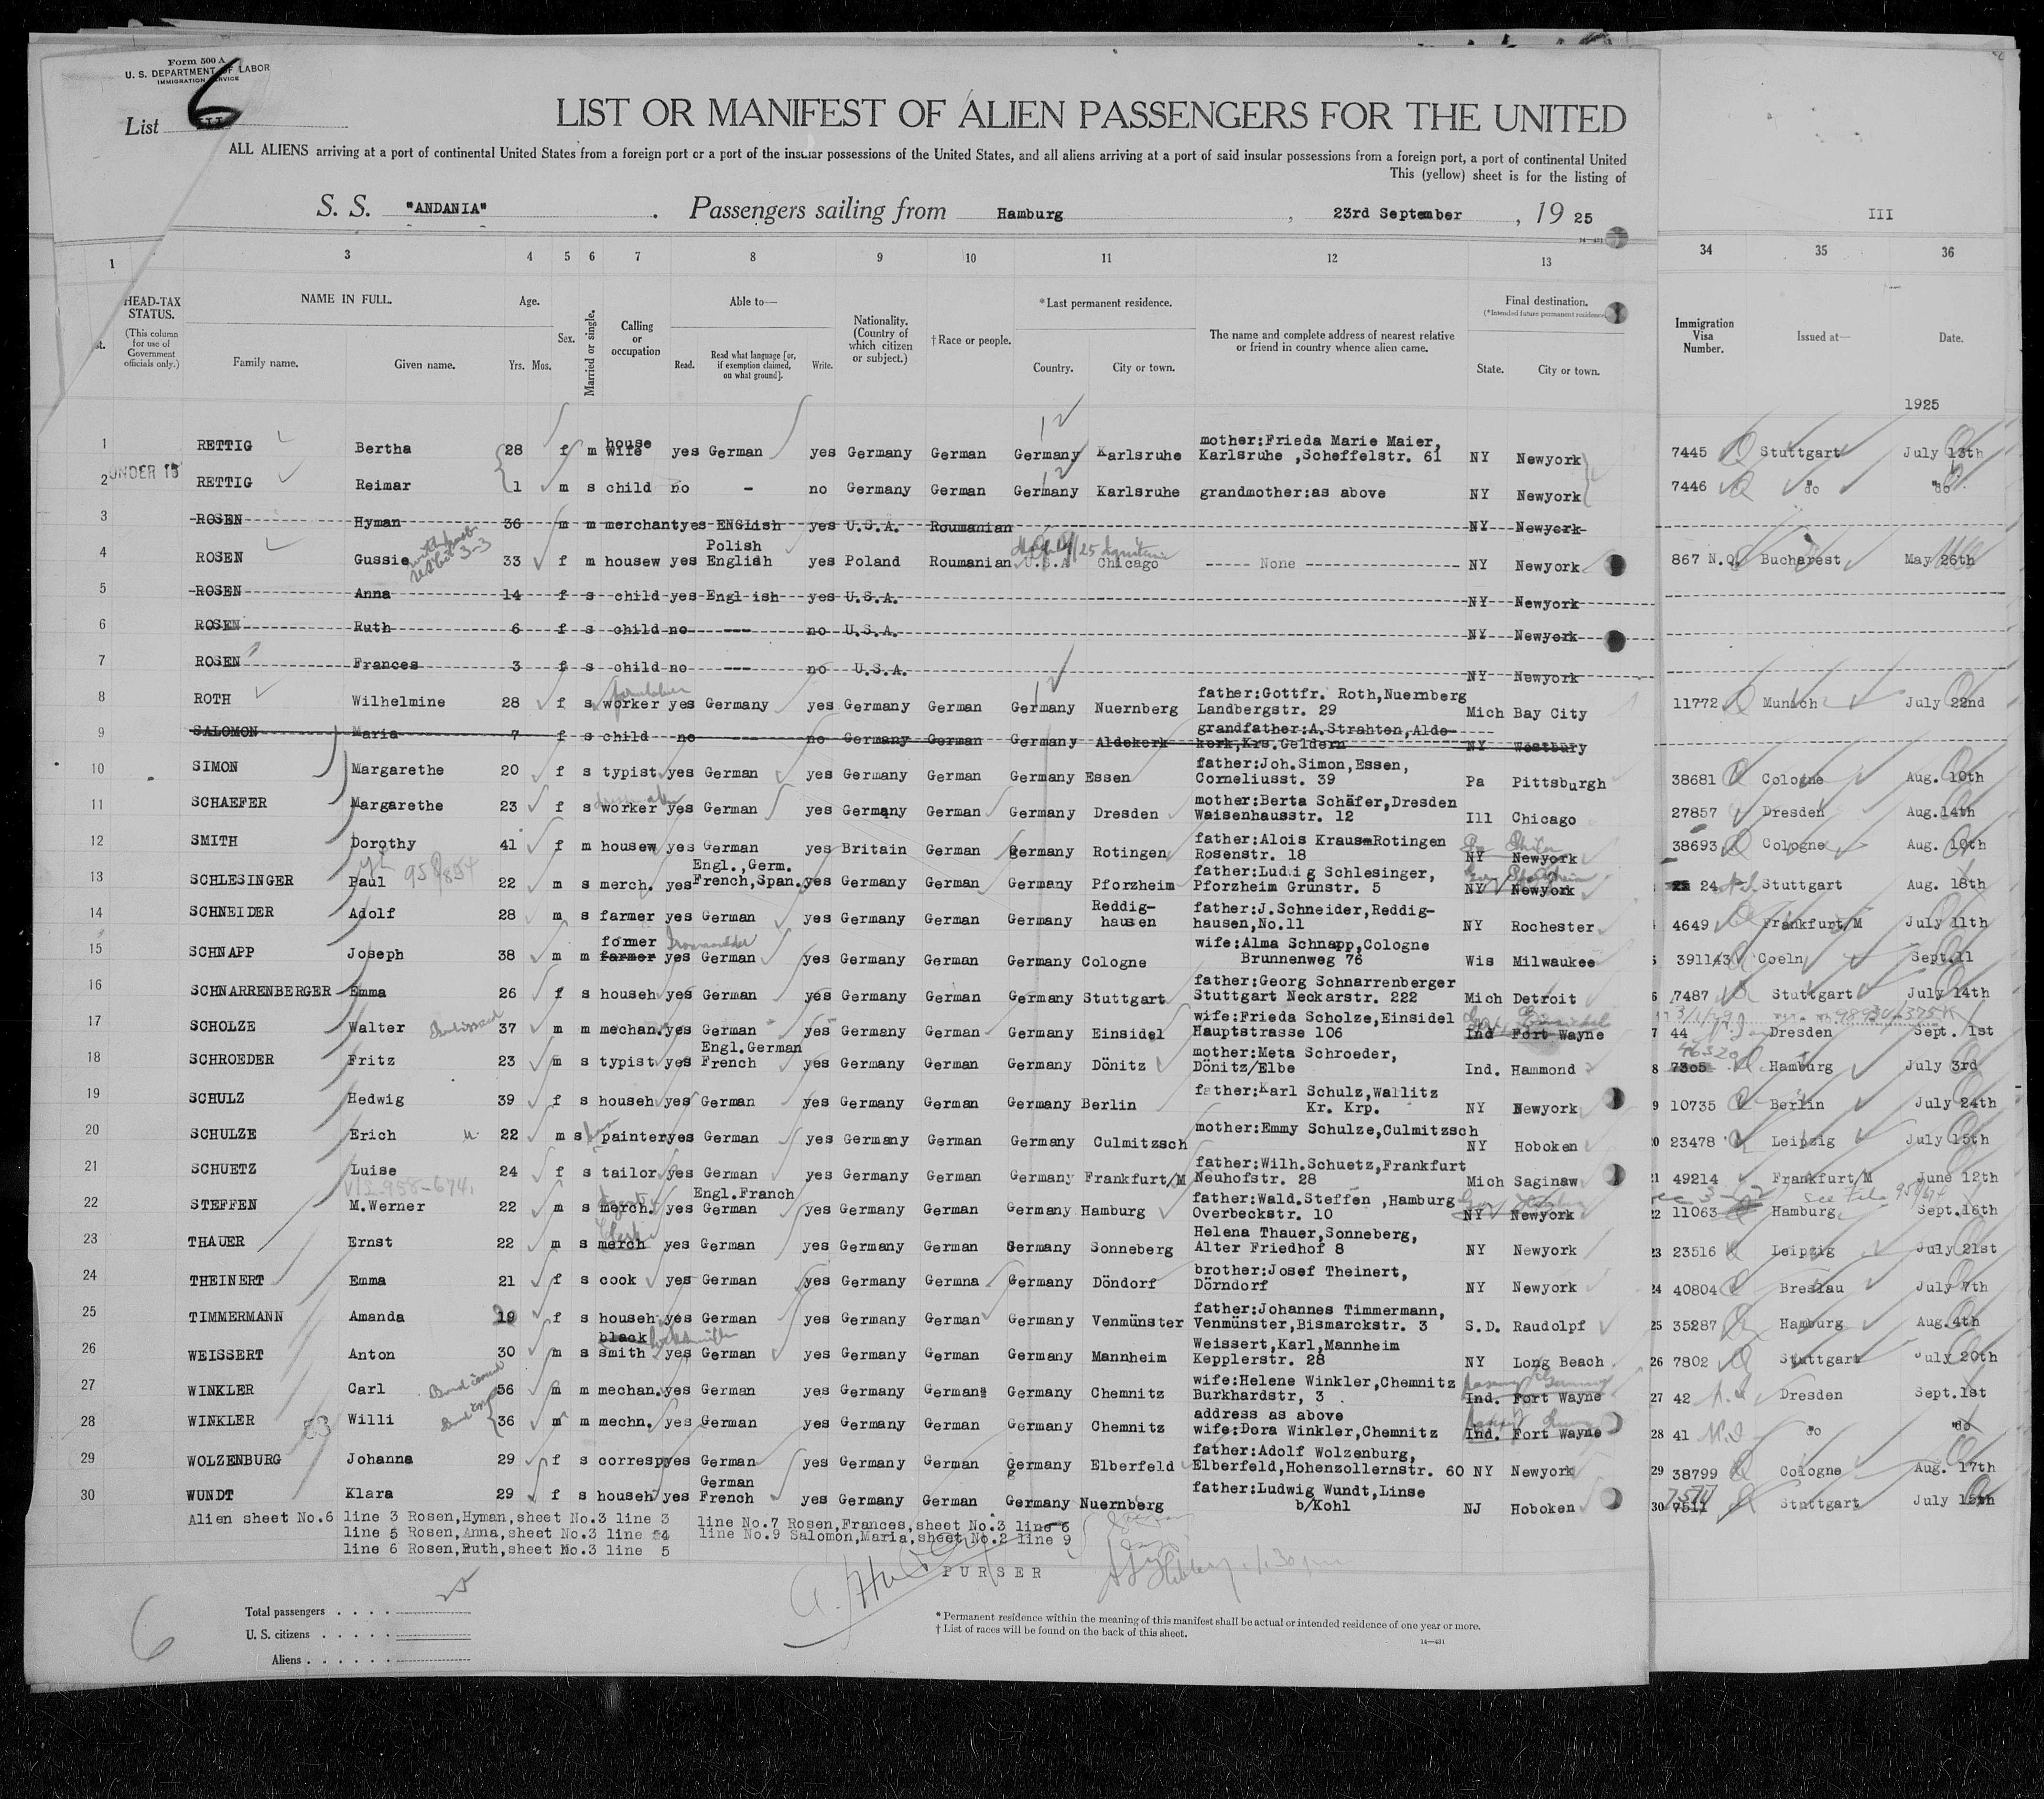 Form 500 A
U. S. DEPARTMENT OF LABOR
IMMIGRATION SERVICE
List 6
LIST OR MANIFEST OF ALIEN PASSENGERS FOR THE UNITED
ALL ALIENS arriving at a port of continental United States from a foreign port or a port of the insular possessions of the United States, and all aliens arriving at a port of said insular possessions from a foreign port, a port of continental United
This (yellow) sheet is for the listing of
S. S. "ANDANIA" . Passengers sailing from Hamburg , 23rd September , 19 25
III
1 3 4 5 6 7 8 9 10 11 12 13 34 35 36
HEAD-TAX STATUS. (This column for use of Government officials only.)
NAME IN FULL. Family name. Given name.
Age. Yrs. Mos.
Sex.
Married or single.
Calling or occupation
Able to— Read. Read what language [or, if exemption claimed, on what ground]. Write.
Nationality. (Country of which citizen or subject.)
†Race or people.
*Last permanent residence. Country. City or town.
The name and complete address of nearest relative or friend in country whence alien came.
Final destination. (*Intended future permanent residence.) State. City or town.
Immigration Visa Number.
Issued at—
Date.
1925
1 RETTIG Bertha 28 f m house wife yes German yes Germany German Germany Karlsruhe mother:Frieda Marie Maier, Karlsruhe ,Scheffelstr. 61 NY Newyork 7445 Stuttgart July 13th
UNDER 16
2 RETTIG Reimar 1 m s child no - no Germany German Germany Karlsruhe grandmother:as above NY Newyork 7446 do "do"
3 ROSEN Hyman 36 m m merchant yes ENGlish yes U.S.A. Roumanian NY Newyork
4 ROSEN Gussie 33 f m housew yes Polish English yes Poland Roumanian U.S.A Chicago ----- None NY Newyork 867 N.Q. Bucharest May 26th
5 ROSEN Anna 14 f s child yes Engl ish yes U.S.A. NY Newyork
6 ROSEN Ruth 6 f s child no --- no U.S.A. NY Newyork
7 ROSEN Frances 3 f s child no --- no U.S.A. NY Newyork
8 ROTH Wilhelmine 28 f s worker yes Germany yes Germany German Germany Nuernberg father:Gottfr. Roth,Nuernberg Landbergstr. 29 Mich Bay City 11772 Munich July 22nd
9 SALOMON Maria 7 f s child no no Germany German Germany Aldekerk grandfather:A.Strahten,Alde- kerk,Krs.Geldern NY Westbury
10 SIMON Margarethe 20 f s typist yes German yes Germany German Germany Essen father:Joh.Simon,Essen, Corneliusst. 39 Pa Pittsburgh 38681 Cologne Aug. 10th
11 SCHAEFER Margarethe 23 f s worker yes German yes Germany German Germany Dresden mother:Berta Schäfer,Dresden Waisenhausstr. 12 Ill Chicago 27857 Dresden Aug.14th
12 SMITH Dorothy 41 f m housew yes German yes Britain German Germany Rotingen father:Alois Kraus-Rotingen Rosenstr. 18 NY Newyork 38693 Cologne Aug. 10th
13 SCHLESINGER Paul 22 m s merch. yes Engl.,Germ. French,Span. yes Germany German Germany Pforzheim father:Ludwig Schlesinger, Pforzheim Grunstr. 5 NY Newyork 24 Stuttgart Aug. 18th
14 SCHNEIDER Adolf 28 m s farmer yes German yes Germany German Germany Reddig- hausen father:J.Schneider,Reddig- hausen,No.11 NY Rochester 4649 Frankfurt/M July 11th
15 SCHNAPP Joseph 38 m m former farmer yes German yes Germany German Germany Cologne wife:Alma Schnapp,Cologne Brunnenweg 76 Wis Milwaukee 391143 Coeln Sept.11
16 SCHNARRENBERGER Emma 26 f s househ yes German yes Germany German Germany Stuttgart father:Georg Schnarrenberger Stuttgart Neckarstr. 222 Mich Detroit 7487 Stuttgart July 14th
17 SCHOLZE Walter 37 m m mechan. yes German yes Germany German Germany Einsidel wife:Frieda Scholze,Einsidel Hauptstrasse 106 Ind Fort Wayne 44 Dresden Sept. 1st
18 SCHROEDER Fritz 23 m s typist yes Engl.German French yes Germany German Germany Dönitz mother:Meta Schroeder, Dönitz/Elbe Ind. Hammond 46320 7305 Hamburg July 3rd
19 SCHULZ Hedwig 39 f s househ yes German yes Germany German Germany Berlin father:Karl Schulz,Wallitz Kr. Krp. NY Newyork 10735 Berlin July 24th
20 SCHULZE Erich 22 m s painter yes German yes Germany German Germany Culmitzsch mother:Emmy Schulze,Culmitzsch NY Hoboken 23478 Leipzig July 15th
21 SCHUETZ Luise 24 f s tailor yes German yes Germany German Germany Frankfurt/M father:Wilh.Schuetz,Frankfurt Neuhofstr. 28 Mich Saginaw 49214 Frankfurt/M June 12th
22 STEFFEN M.Werner 22 m s merch. yes Engl.Franch German yes Germany German Germany Hamburg father:Wald.Steffen ,Hamburg Overbeckstr. 10 NY Newyork 11063 Hamburg Sept.16th
23 THAUER Ernst 22 m s merch Clerk yes German yes Germany German Germany Sonneberg Helena Thauer,Sonneberg, Alter Friedhof 8 NY Newyork 23516 Leipzig July 21st
24 THEINERT Emma 21 f s cook yes German yes Germany Germna Germany Döndorf brother:Josef Theinert, Dörndorf NY Newyork 40804 Breslau July 7th
25 TIMMERMANN Amanda 19 f s househ yes German yes Germany German Germany Venmünster father:Johannes Timmermann, Venmünster,Bismarckstr. 3 S.D. Raudolpf 35287 Hamburg Aug.4th
26 WEISSERT Anton 30 m s black smith locksmith yes German yes Germany German Germany Mannheim Weissert,Karl,Mannheim Kepplerstr. 28 NY Long Beach 7802 Stuttgart July 20th
27 WINKLER Carl 56 m m mechan. yes German yes Germany German Germany Chemnitz wife:Helene Winkler,Chemnitz Burkhardstr, 3 Ind. Fort Wayne 42 Dresden Sept.1st
28 WINKLER Willi 36 m m mechn. yes German yes Germany German Germany Chemnitz address as above wife:Dora Winkler,Chemnitz Ind. Fort Wayne 41 do "do
29 WOLZENBURG Johanna 29 f s corresp yes German yes Germany German Germany Elberfeld father:Adolf Wolzenburg, Elberfeld,Hohenzollernstr. 60 NY Newyork 38799 Cologne Aug. 17th
30 WUNDT Klara 29 f s househ yes German French yes Germany German Germany Nuernberg father:Ludwig Wundt,Linse b/Kohl NJ Hoboken 7511 Stuttgart July 15th
Alien sheet No.6 line 3 Rosen,Hyman,sheet No.3 line 3 line No.7 Rosen,Frances,sheet No.3 line 6
line 5 Rosen,Anna,sheet No.3 line 4 line No.9 Salomon,Maria,sheet No.2 line 9
line 6 Rosen,Ruth,sheet No.3 line 5
PURSER
6
Total passengers . . . .
U. S. citizens . . . . .
Aliens . . . . . .
* Permanent residence within the meaning of this manifest shall be actual or intended residence of one year or more.
† List of races will be found on the back of this sheet.
14—431